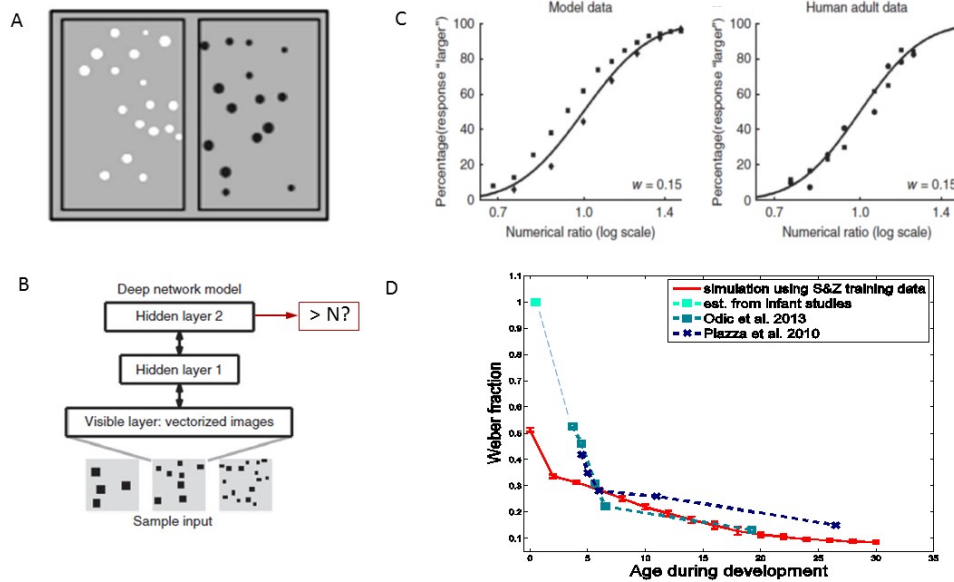 A
B
Deep network model
Hidden layer 2
> N?
Hidden layer 1
Visible layer: vectorized images
Sample input
C
Model data
Percentage(response “larger”)
100
80
60
40
20
0
w = 0.15
0.7
1.0
1.4
Numerical ratio (log scale)
Human adult data
Percentage(response “larger”)
100
80
60
40
20
0
w = 0.15
0.7
1.0
1.4
Numerical ratio (log scale)
D
simulation using S&Z training data
est. from infant studies
Odic et al. 2013
Piazza et al. 2010
Weber fraction
1.1
1
0.9
0.8
0.7
0.6
0.5
0.4
0.3
0.2
0.1
0
5
10
15
20
25
30
35
Age during development